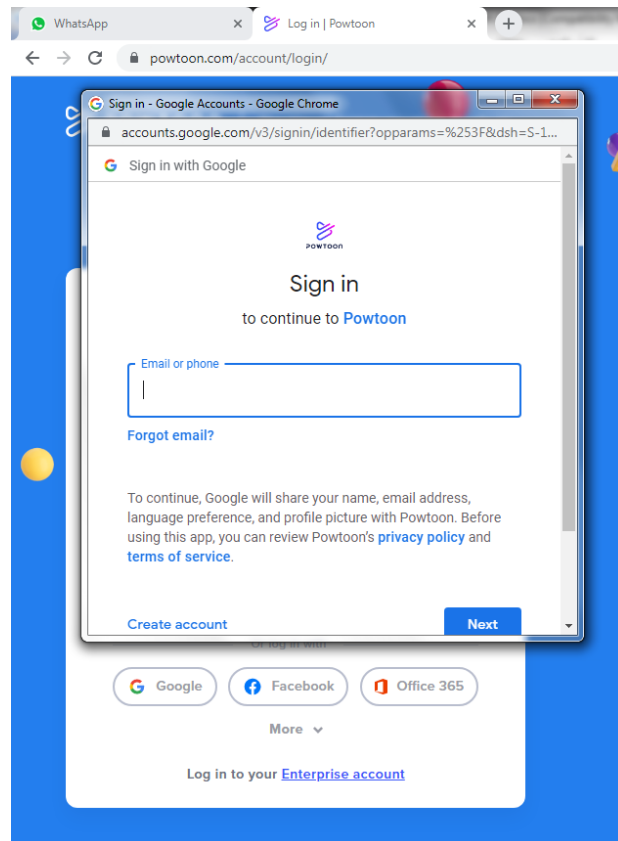 WhatsApp
Log in | Powtoon
powtoon.com/account/login/
Sign in - Google Accounts - Google Chrome
accounts.google.com/v3/signin/identifier?opparams=%253F&dsh=S-1...
Sign in with Google
POWTOON
Sign in
to continue to Powtoon
Email or phone
Forgot email?
To continue, Google will share your name, email address,
language preference, and profile picture with Powtoon. Before
using this app, you can review Powtoon's privacy policy and
terms of service.
Create account
Next
Or log in with
Google
Facebook
Office 365
More
Log in to your Enterprise account